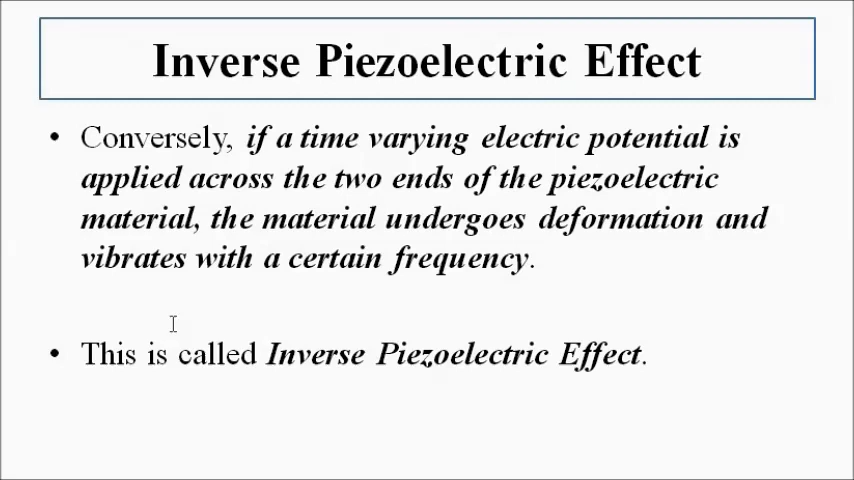 Inverse Piezoelectric Effect
• Conversely, if a time varying electric potential is
applied across the two ends of the piezoelectric
material, the material undergoes deformation and
vibrates with a certain frequency.
• This is called Inverse Piezoelectric Effect.